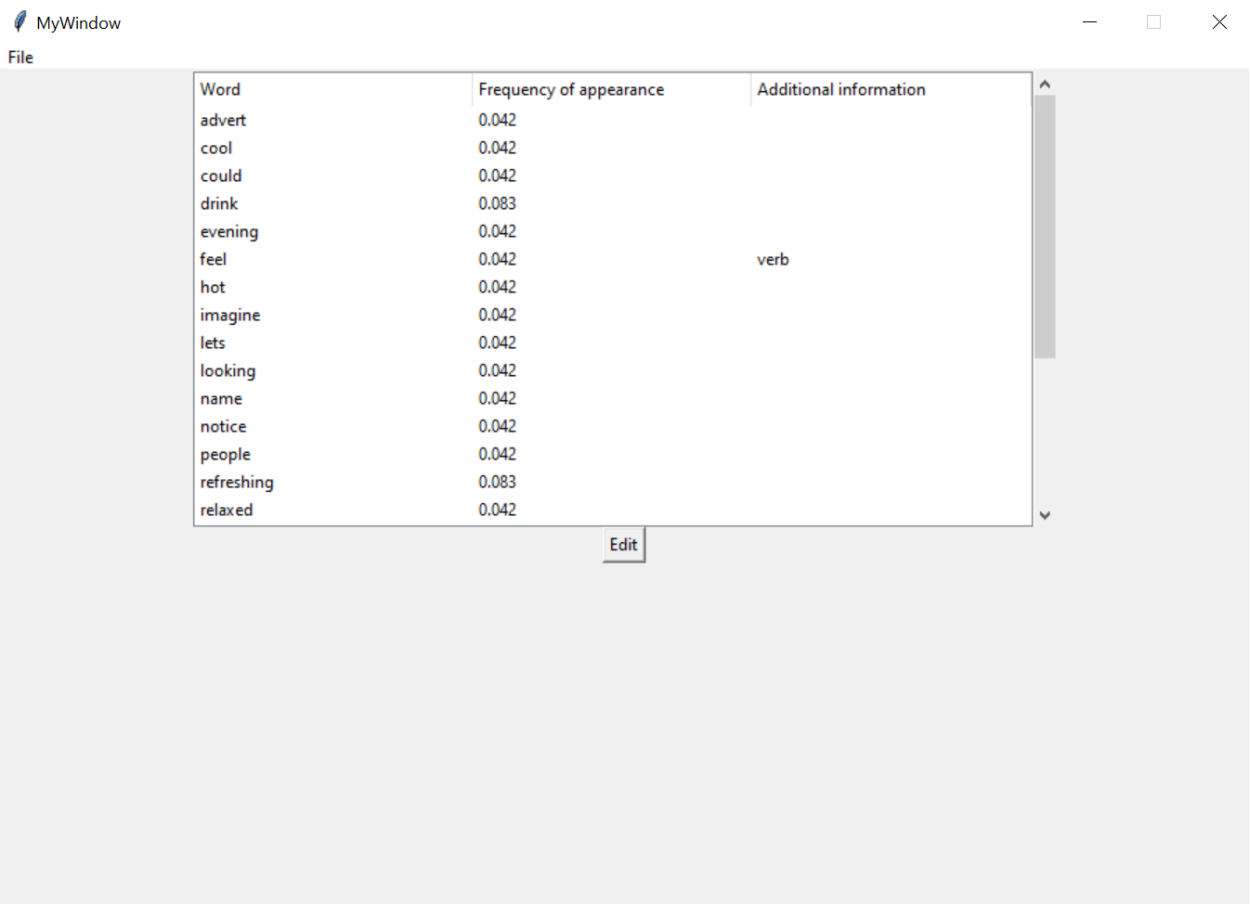 MyWindow
File
Word Frequency of appearance Additional information
advert 0.042
cool 0.042
could 0.042
drink 0.083
evening 0.042
feel 0.042 verb
hot 0.042
imagine 0.042
lets 0.042
looking 0.042
name 0.042
notice 0.042
people 0.042
refreshing 0.083
relaxed 0.042
Edit